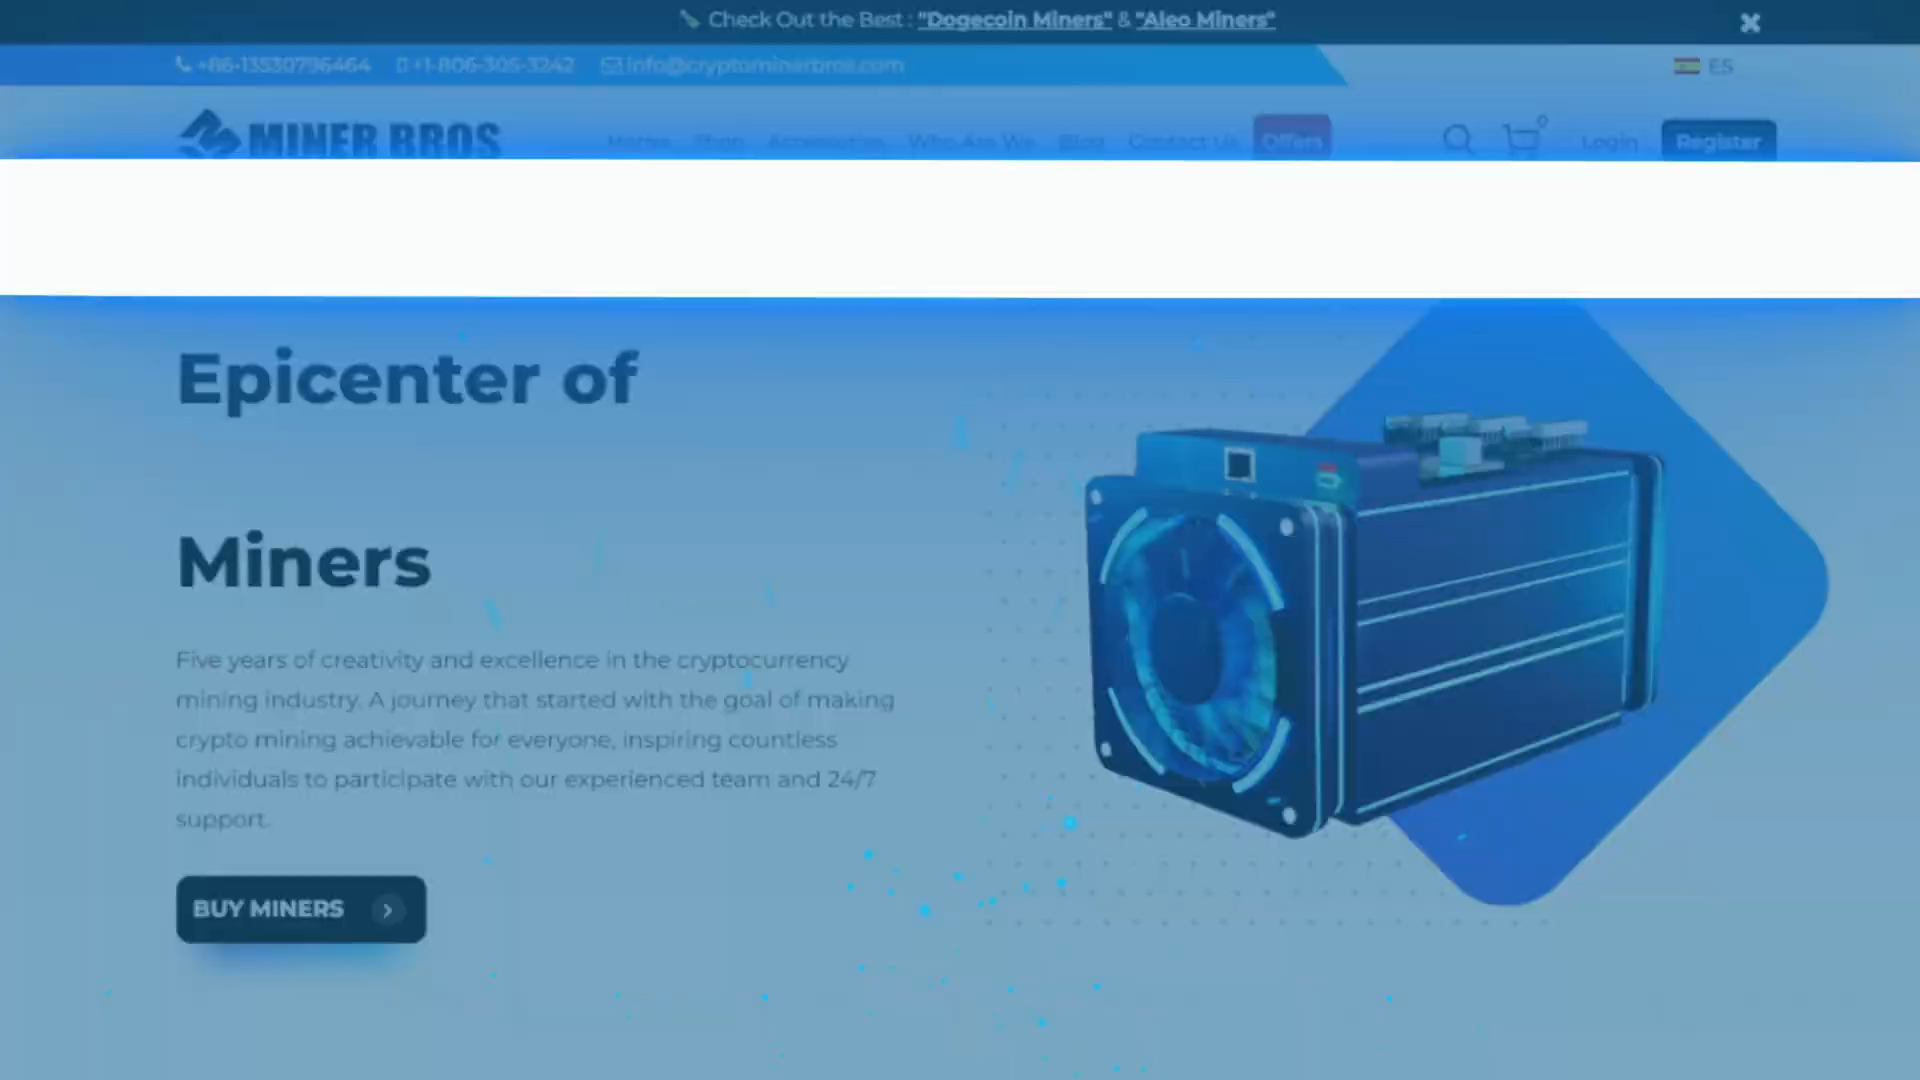 Check Out the Best : "Dogecoin Miners" & "Aleo Miners"
+86-13530796464 +1-806-305-3242 info@cryptominerbros.com
ES
MINER BROS
Home Shop Accessories Who Are We Blog Contact Us Offers
0
Login Register
Epicenter of
Miners
Five years of creativity and excellence in the cryptocurrency
mining industry. A journey that started with the goal of making
crypto mining achievable for everyone, inspiring countless
individuals to participate with our experienced team and 24/7
support.
BUY MINERS